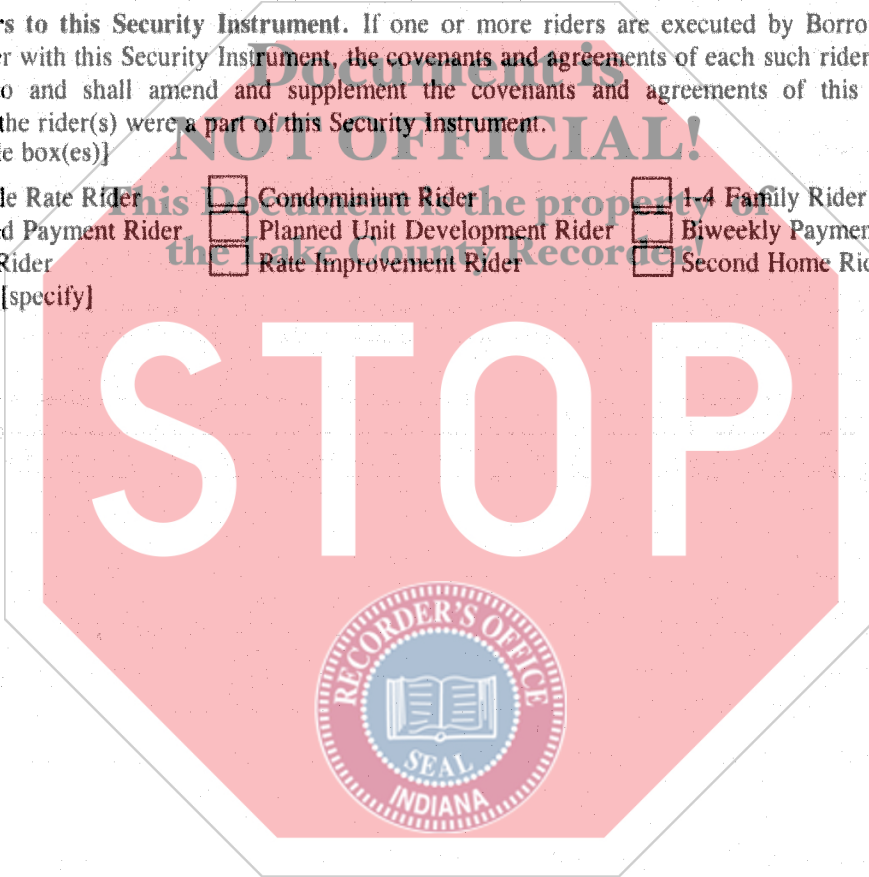 rs to this Security Instrument. If one or more riders are executed by Borro
er with this Security Instrument, the covenants and agreements of each such rider
o and shall amend and supplement the covenants and agreements of this
the rider(s) were a part of this Security Instrument.
le box(es)]
le Rate Rider Condominium Rider 1-4 Family Rider
d Payment Rider Planned Unit Development Rider Biweekly Paymen
Rider Rate Improvement Rider Second Home Rid
[specify]
Document is
NOT OFFICIAL!
This Document is the property of
the Lake County Recorder!
STOP
RECORDER'S OFFICE
SEAL
INDIANA